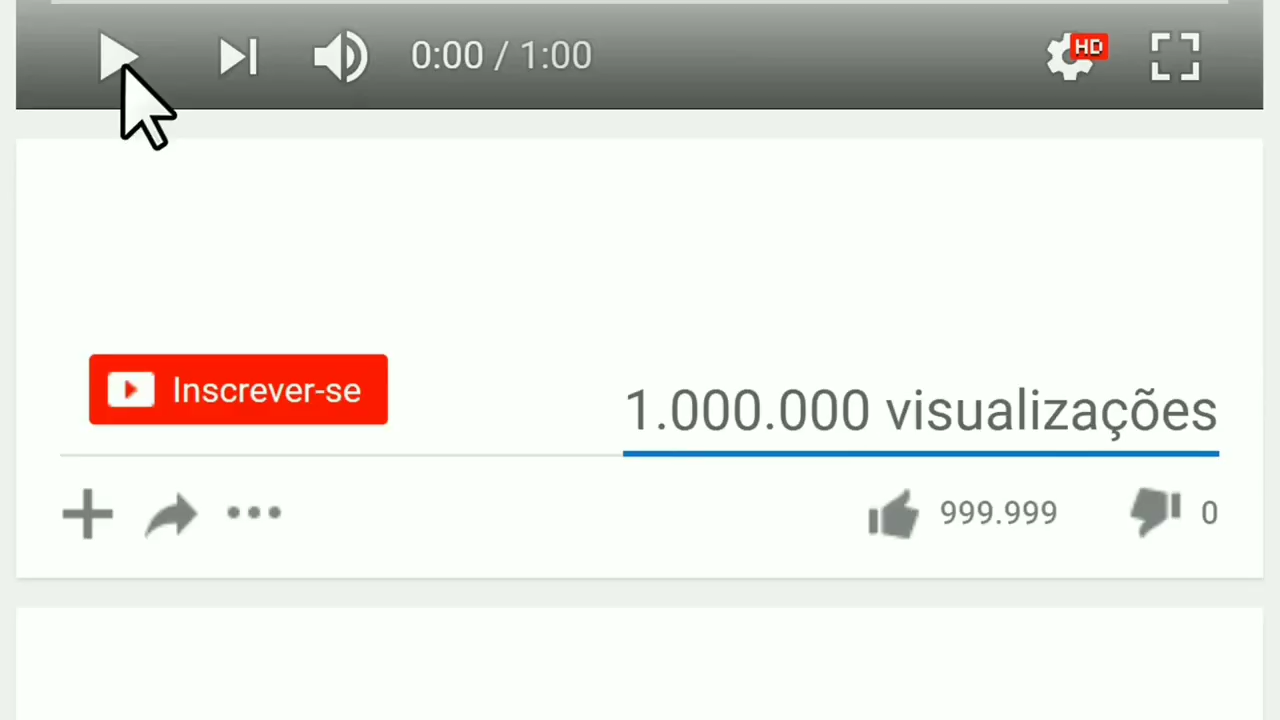 0:00 / 1:00
HD
Inscrever-se
1.000.000 visualizações
999.999
0